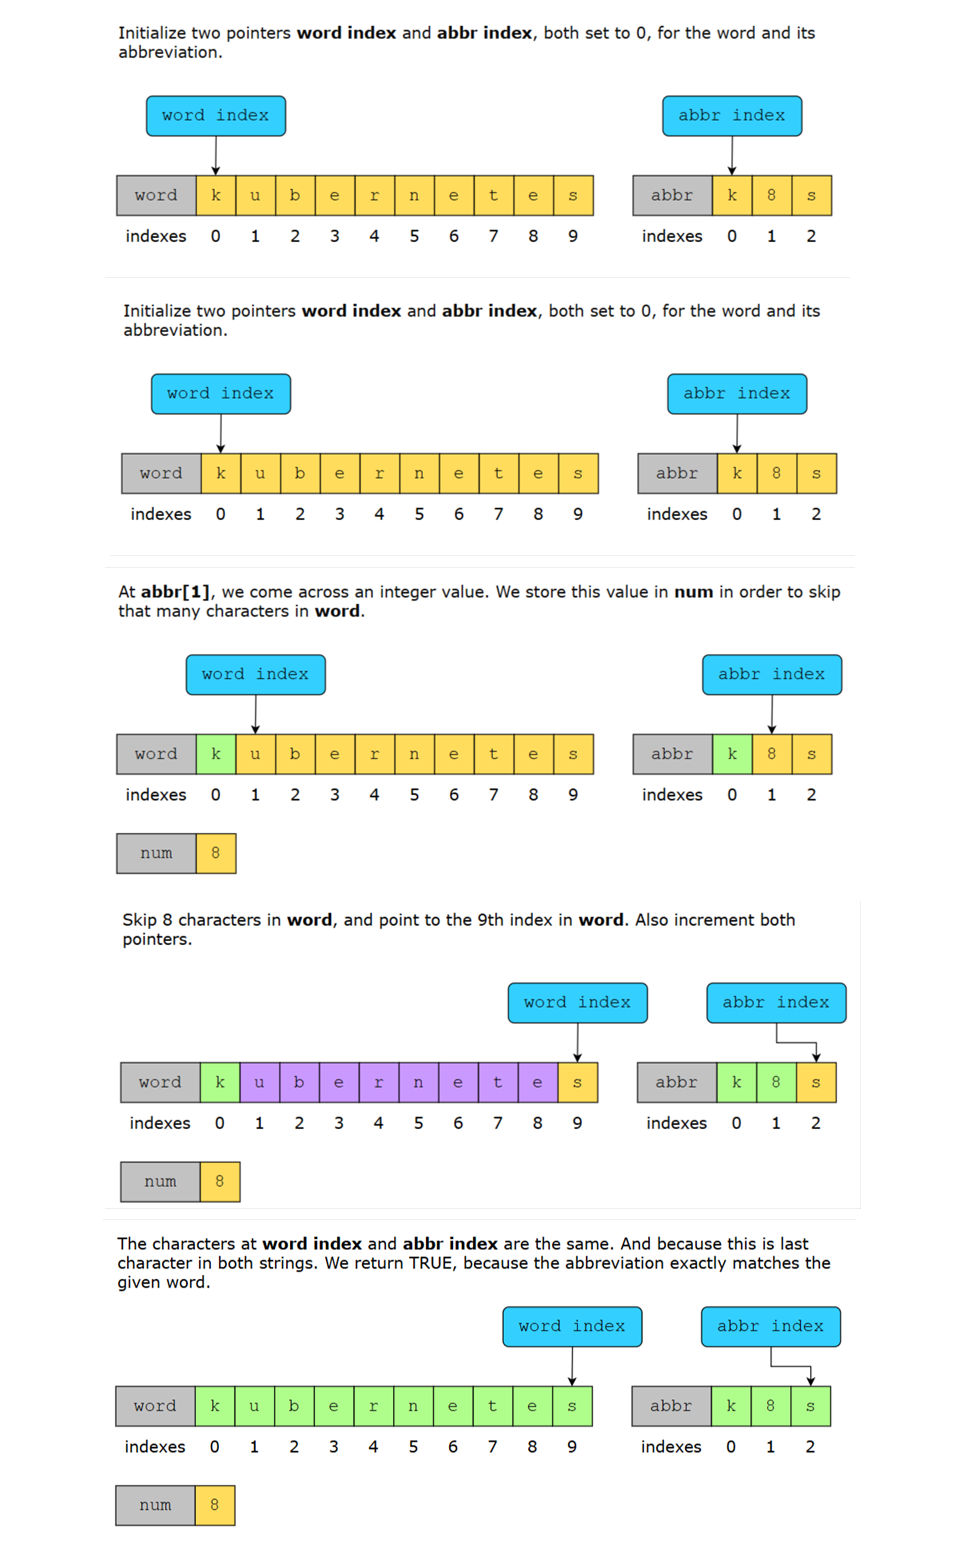 Initialize two pointers word index and abbr index, both set to 0, for the word and its
abbreviation.
word index abbr index
word k u b e r n e t e s abbr k 8 s
indexes 0 1 2 3 4 5 6 7 8 9 indexes 0 1 2
Initialize two pointers word index and abbr index, both set to 0, for the word and its
abbreviation.
word index abbr index
word k u b e r n e t e s abbr k 8 s
indexes 0 1 2 3 4 5 6 7 8 9 indexes 0 1 2
At abbr[1], we come across an integer value. We store this value in num in order to skip
that many characters in word.
word index abbr index
word k u b e r n e t e s abbr k 8 s
indexes 0 1 2 3 4 5 6 7 8 9 indexes 0 1 2
num 8
Skip 8 characters in word, and point to the 9th index in word. Also increment both
pointers.
word index abbr index
word k u b e r n e t e s abbr k 8 s
indexes 0 1 2 3 4 5 6 7 8 9 indexes 0 1 2
num 8
The characters at word index and abbr index are the same. And because this is last
character in both strings. We return TRUE, because the abbreviation exactly matches the
given word.
word index abbr index
word k u b e r n e t e s abbr k 8 s
indexes 0 1 2 3 4 5 6 7 8 9 indexes 0 1 2
num 8